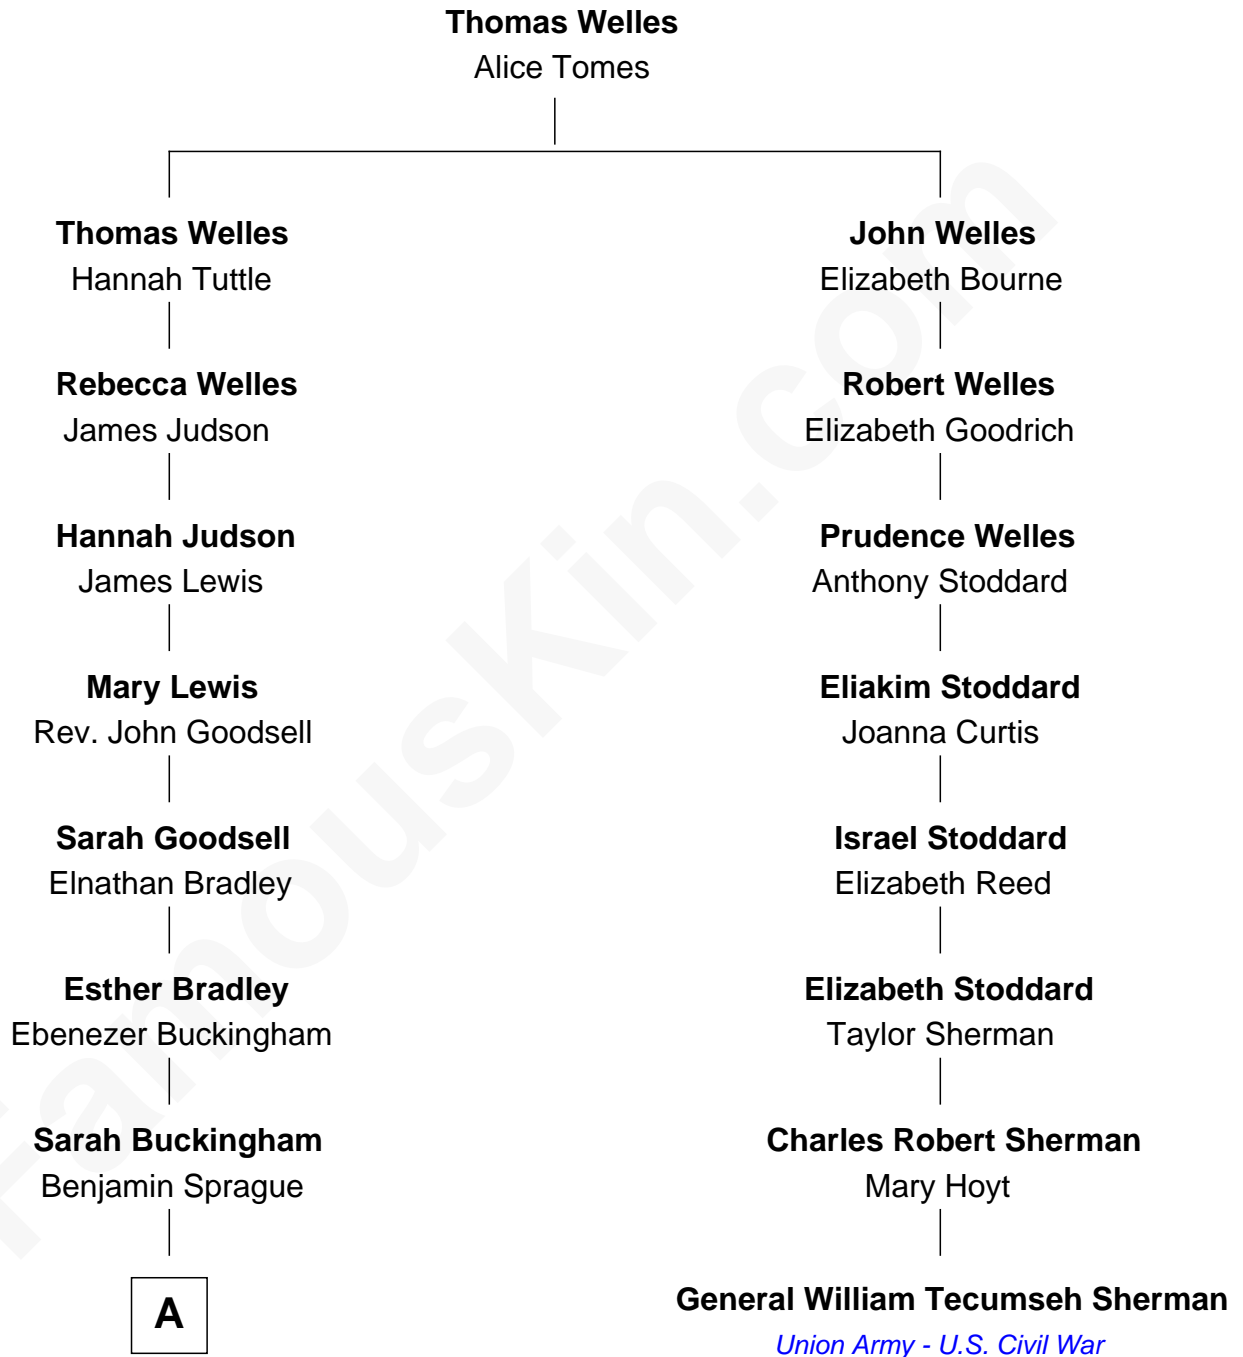 Thomas Welles
Alice Tomes
Thomas Welles
Hannah Tuttle
John Welles
Elizabeth Bourne
Rebecca Welles
James Judson
Robert Welles
Elizabeth Goodrich
Hannah Judson
James Lewis
Prudence Welles
Anthony Stoddard
Mary Lewis
Rev. John Goodsell
Eliakim Stoddard
Joanna Curtis
Sarah Goodsell
Elnathan Bradley
Israel Stoddard
Elizabeth Reed
Esther Bradley
Ebenezer Buckingham
Elizabeth Stoddard
Taylor Sherman
Sarah Buckingham
Benjamin Sprague
Charles Robert Sherman
Mary Hoyt
A
General William Tecumseh Sherman
Union Army - U.S. Civil War
FamousKin.com